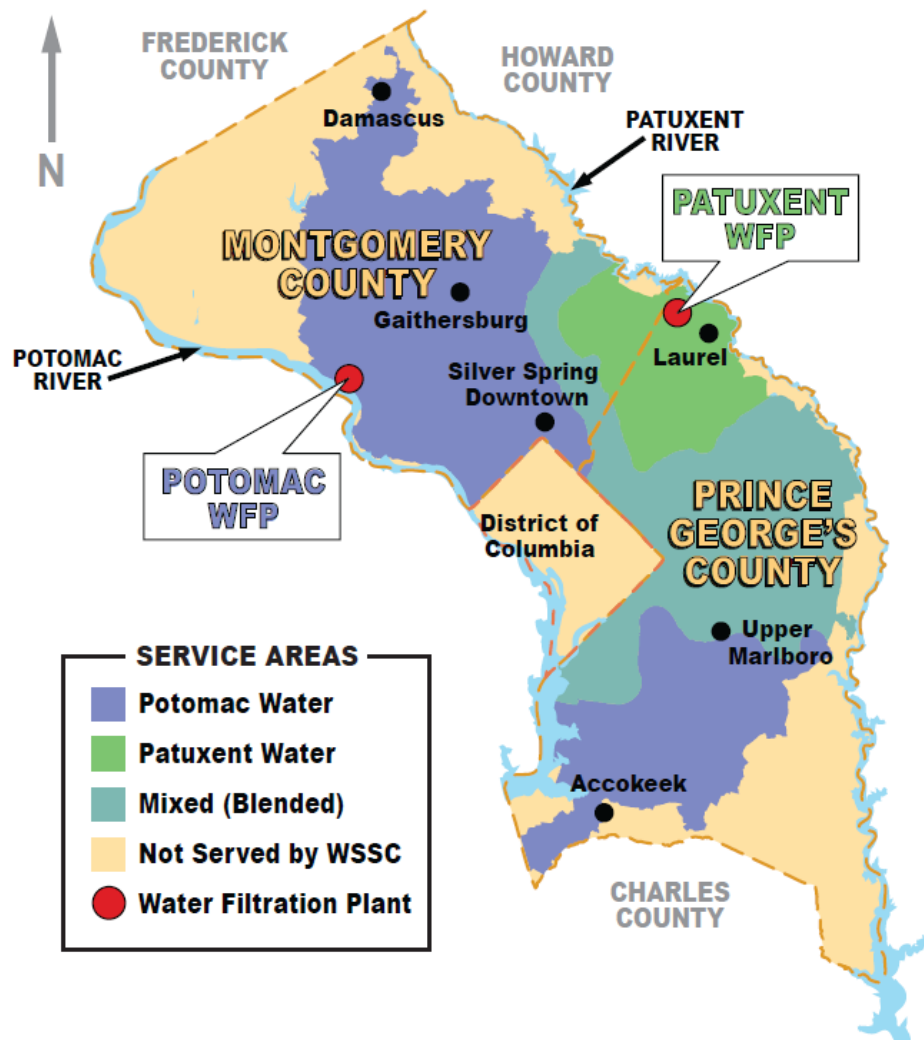 FREDERICK
COUNTY
HOWARD
COUNTY
N
Damascus
PATUXENT
RIVER
PATUXENT
WFP
MONTGOMERY
COUNTY
Gaithersburg
Laurel
POTOMAC
RIVER
Silver Spring
Downtown
POTOMAC
WFP
District of
Columbia
PRINCE
GEORGE'S
COUNTY
Upper
Marlboro
SERVICE AREAS
Potomac Water
Patuxent Water
Mixed (Blended)
Not Served by WSSC
Water Filtration Plant
Accokeek
CHARLES
COUNTY